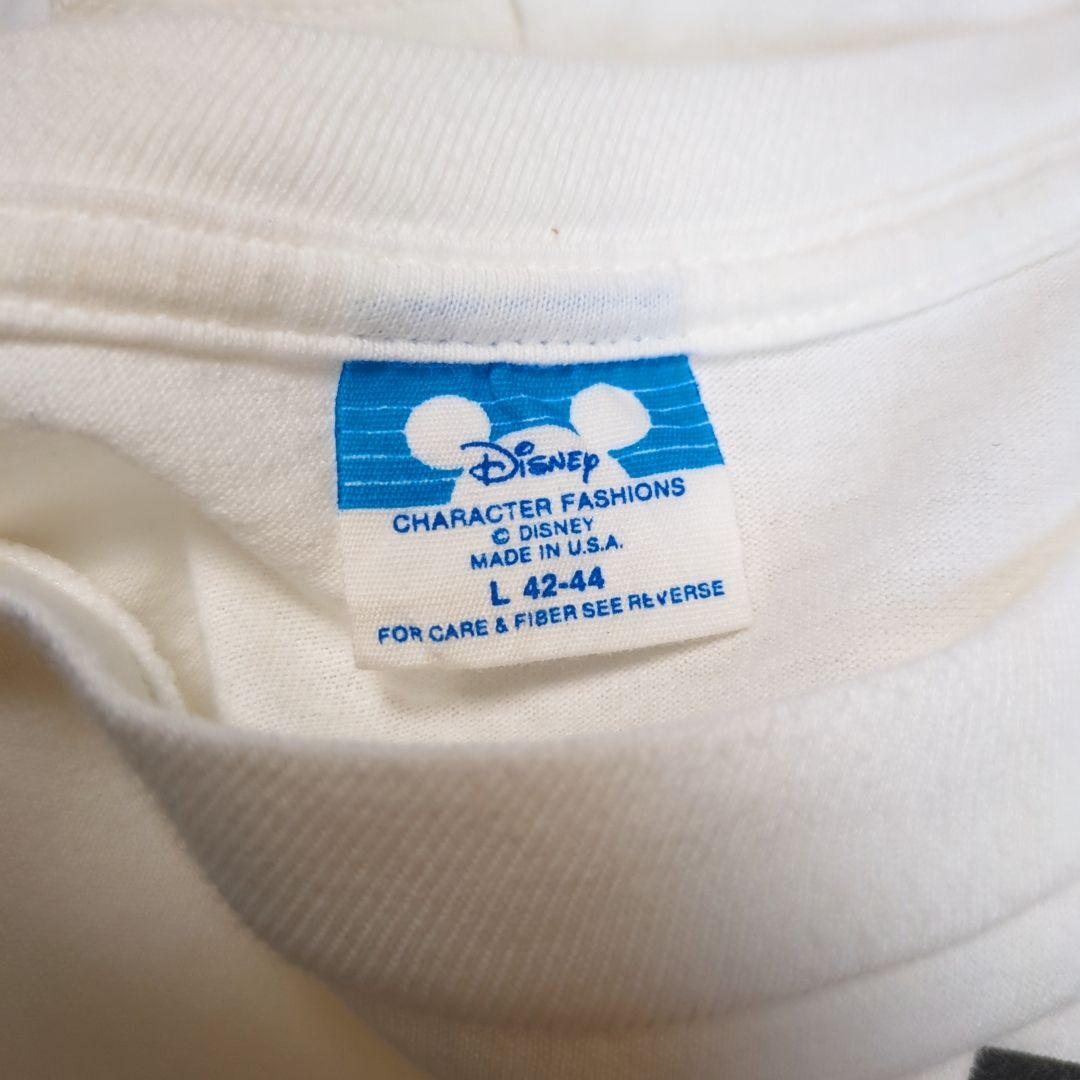 Disney
CHARACTER FASHIONS
© DISNEY
MADE IN U.S.A.
L 42-44
FOR CARE & FIBER SEE REVERSE